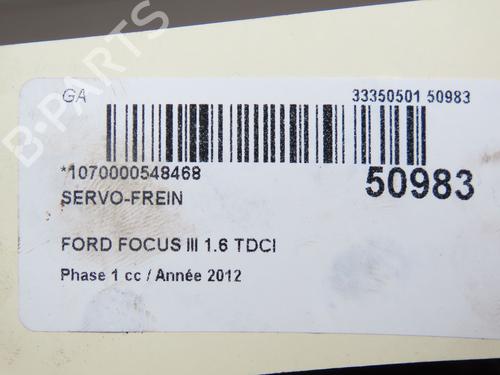 GA
33350501 50983
*1070000548468
50983
SERVO-FREIN
FORD FOCUS III 1.6 TDCI
Phase 1 cc / Année 2012
B-PARTS